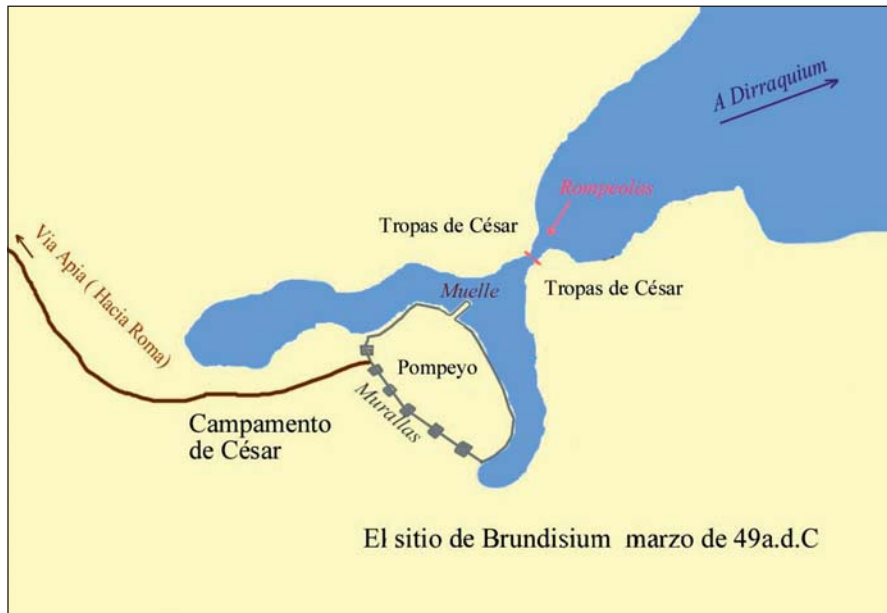 A Dirraquium
Rompeolas
Tropas de César
Tropas de César
Via Apia ( Hacia Roma)
Muelle
Pompeyo
Murallas
Campamento
de César
El sitio de Brundisium marzo de 49a.d.C